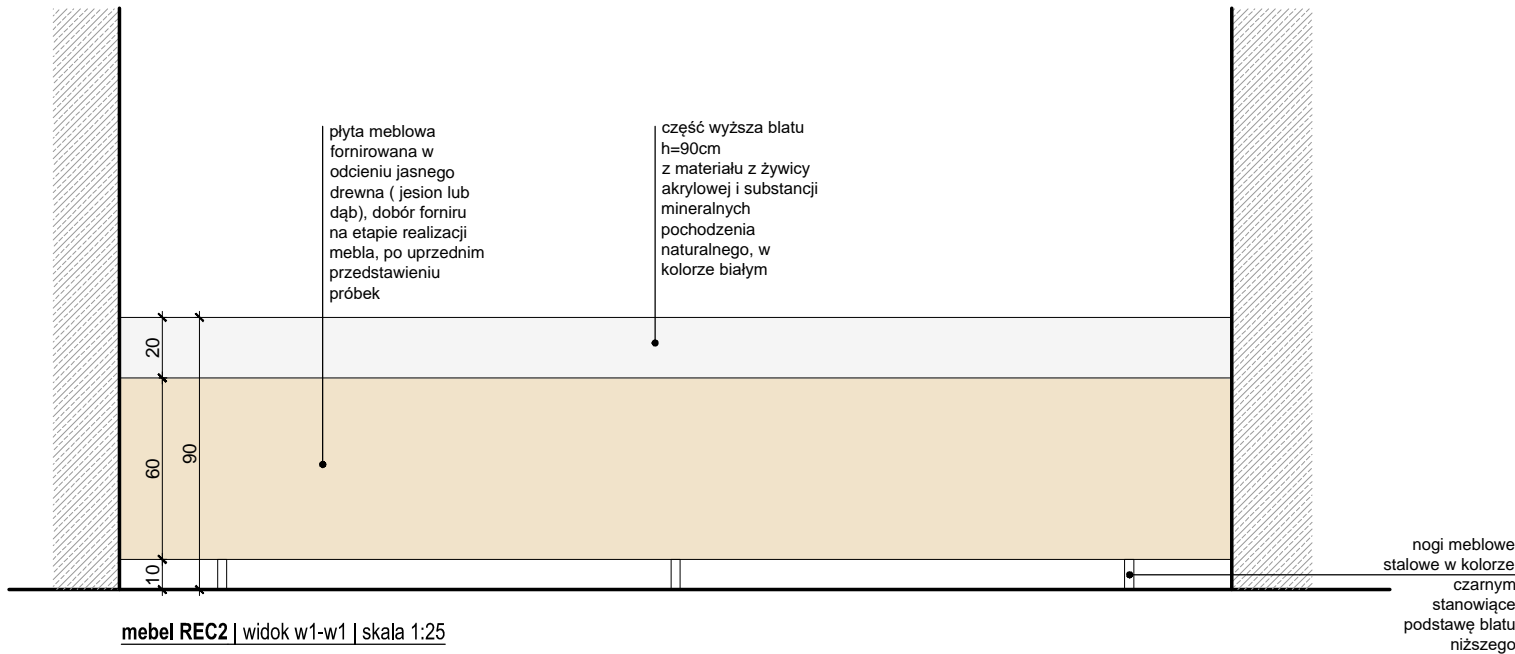 płyta meblowa
fornirowana w
odcieniu jasnego
drewna ( jesion lub
dąb), dobór forniru
na etapie realizacji
mebla, po uprzednim
przedstawieniu
próbek
część wyższa blatu
h=90cm
z materiału z żywicy
akrylowej i substancji
mineralnych
pochodzenia
naturalnego, w
kolorze białym
20
60
90
10
nogi meblowe
stalowe w kolorze
czarnym
stanowiące
podstawę blatu
niższego
mebel REC2 | widok w1-w1 | skala 1:25